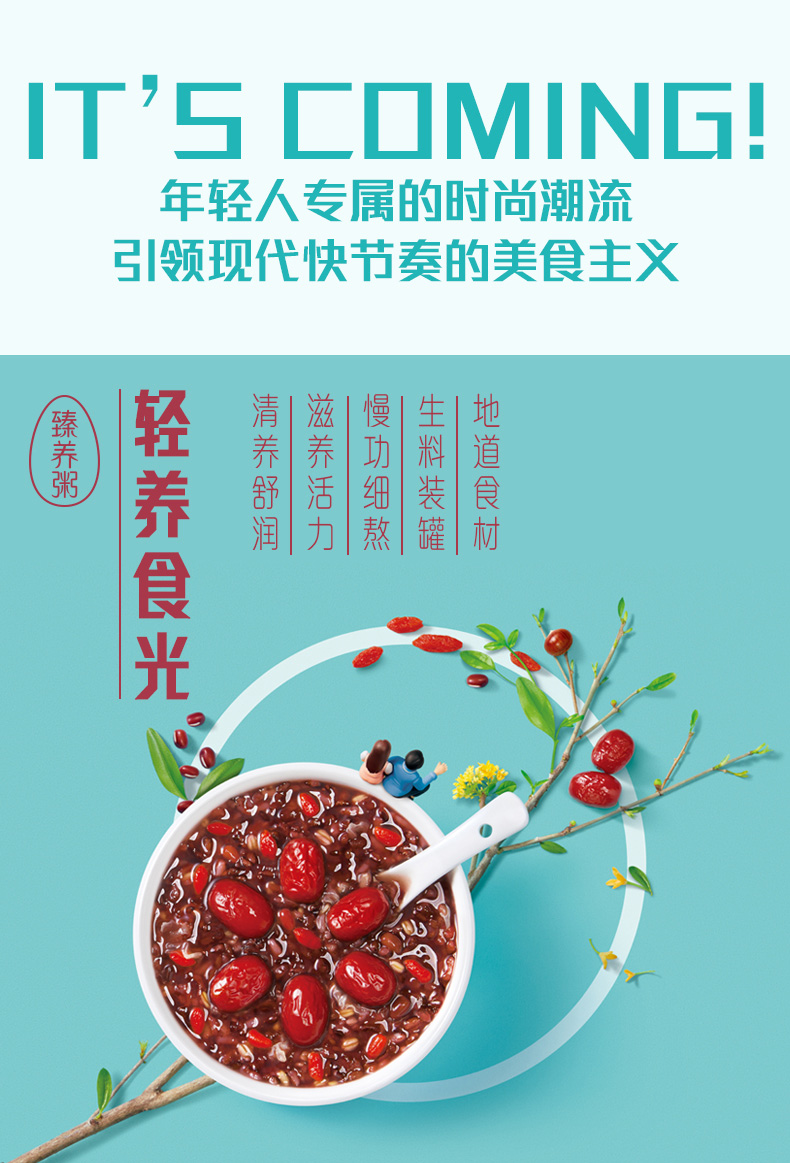 IT'S COMING!
年轻人专属的时尚潮流
引领现代快节奏的美食主义
臻养粥
轻养食光
地道食材
生料装罐
慢功细熬
滋养活力
清养舒润